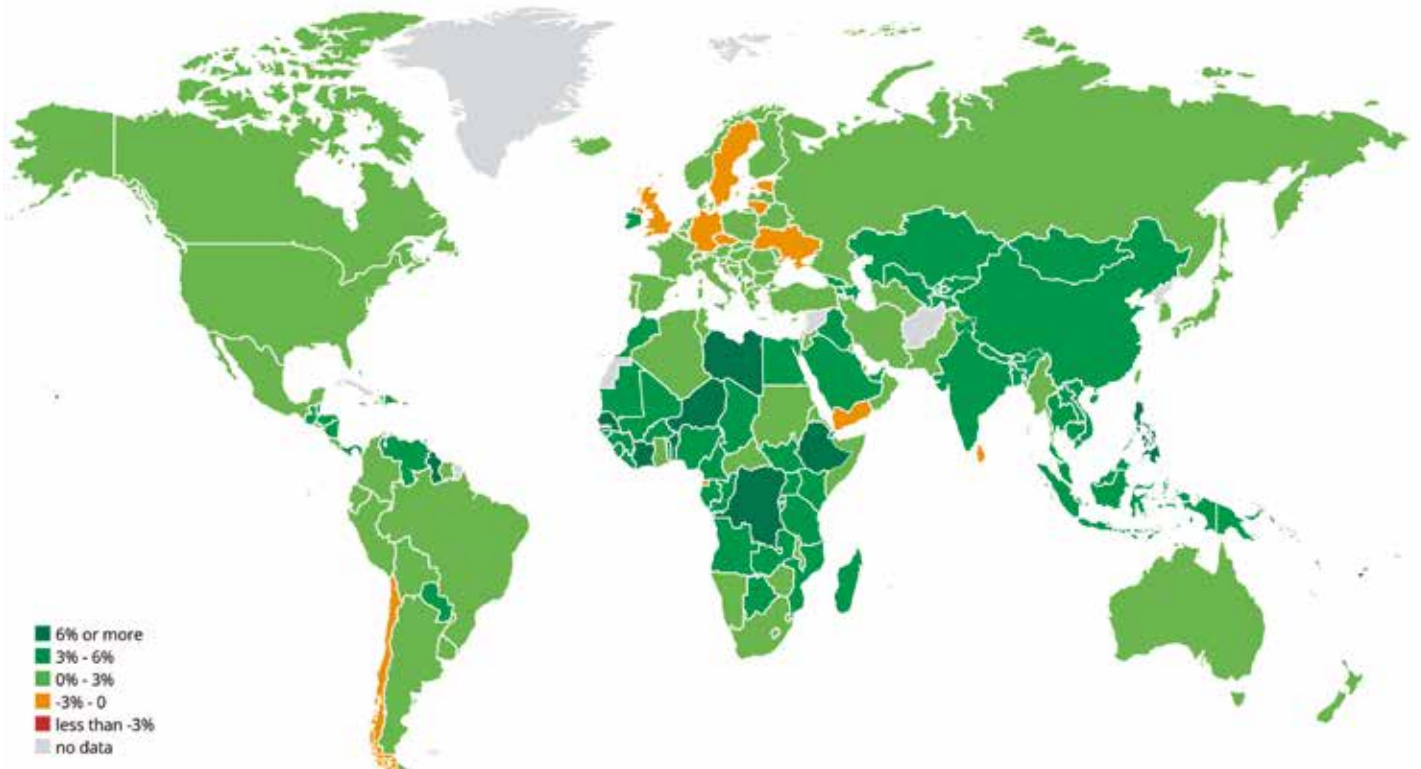 6% or more
3% - 6%
0% - 3%
-3% - 0
less than -3%
no data